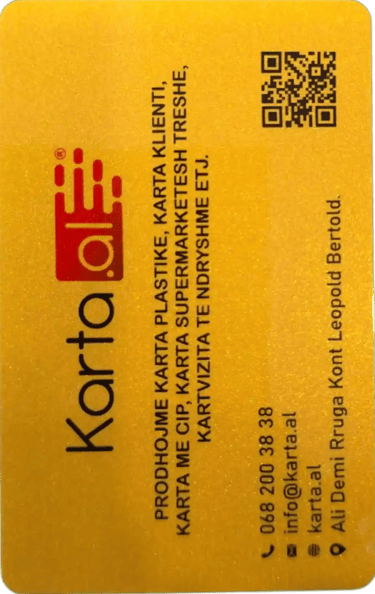 Karta.al®
PRODHOJME KARTA PLASTIKE, KARTA KLIENTI,
KARTA ME CIP, KARTA SUPERMARKETESH TRESHE,
KARTVIZITA TE NDRYSHME ETJ.
068 200 38 38
info@karta.al
karta.al
Ali Demi Rruga Kont Leopold Bertold.